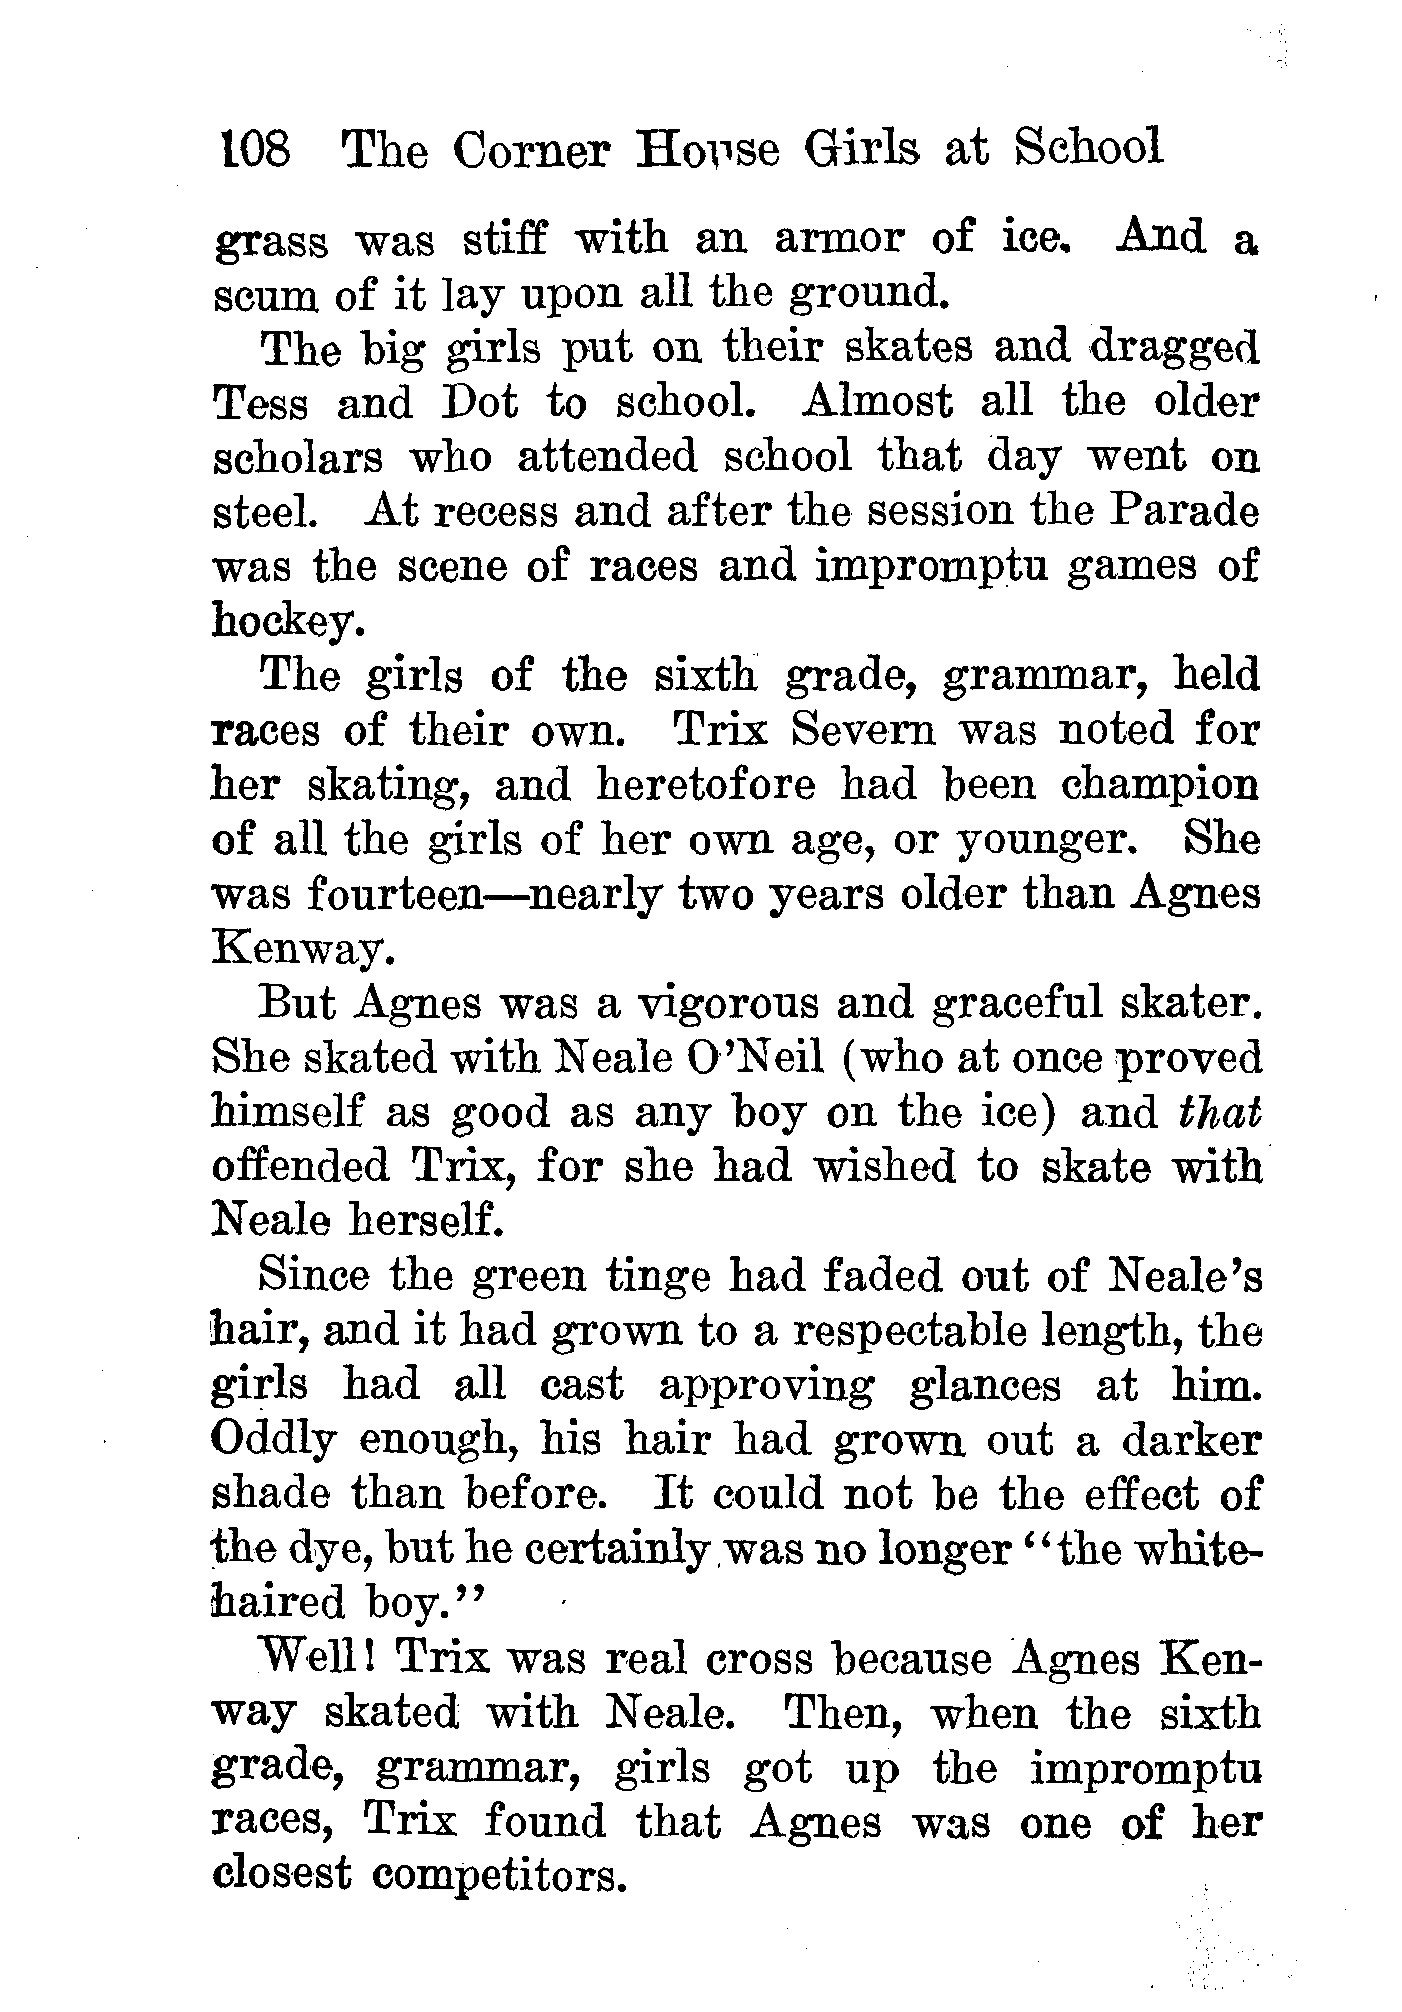 108 The Corner House Girls at School
grass was stiff with an armor of ice. And a
scum of it lay upon all the ground.
The big girls put on their skates and dragged
Tess and Dot to school. Almost all the older
scholars who attended school that day went on
steel. At recess and after the session the Parade
was the scene of races and impromptu games of
hockey.
The girls of the sixth grade, grammar, held
races of their own. Trix Severn was noted for
her skating, and heretofore had been champion
of all the girls of her own age, or younger. She
was fourteen—nearly two years older than Agnes
Kenway.
But Agnes was a vigorous and graceful skater.
She skated with Neale O'Neil (who at once proved
himself as good as any boy on the ice) and that
offended Trix, for she had wished to skate with
Neale herself.
Since the green tinge had faded out of Neale's
hair, and it had grown to a respectable length, the
girls had all cast approving glances at him.
Oddly enough, his hair had grown out a darker
shade than before. It could not be the effect of
the dye, but he certainly was no longer "the white-
haired boy."
Well! Trix was real cross because Agnes Ken-
way skated with Neale. Then, when the sixth
grade, grammar, girls got up the impromptu
races, Trix found that Agnes was one of her
closest competitors.